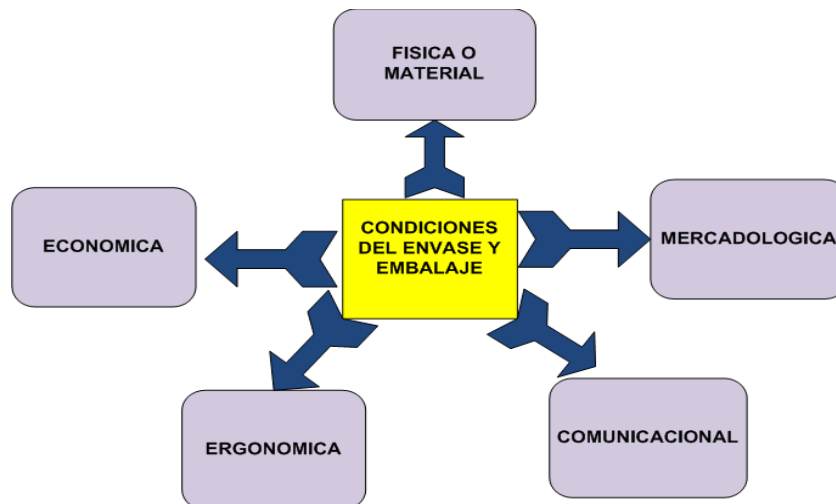 FISICA O
MATERIAL
CONDICIONES
DEL ENVASE Y
EMBALAJE
ECONOMICA
MERCADOLOGICA
ERGONOMICA
COMUNICACIONAL